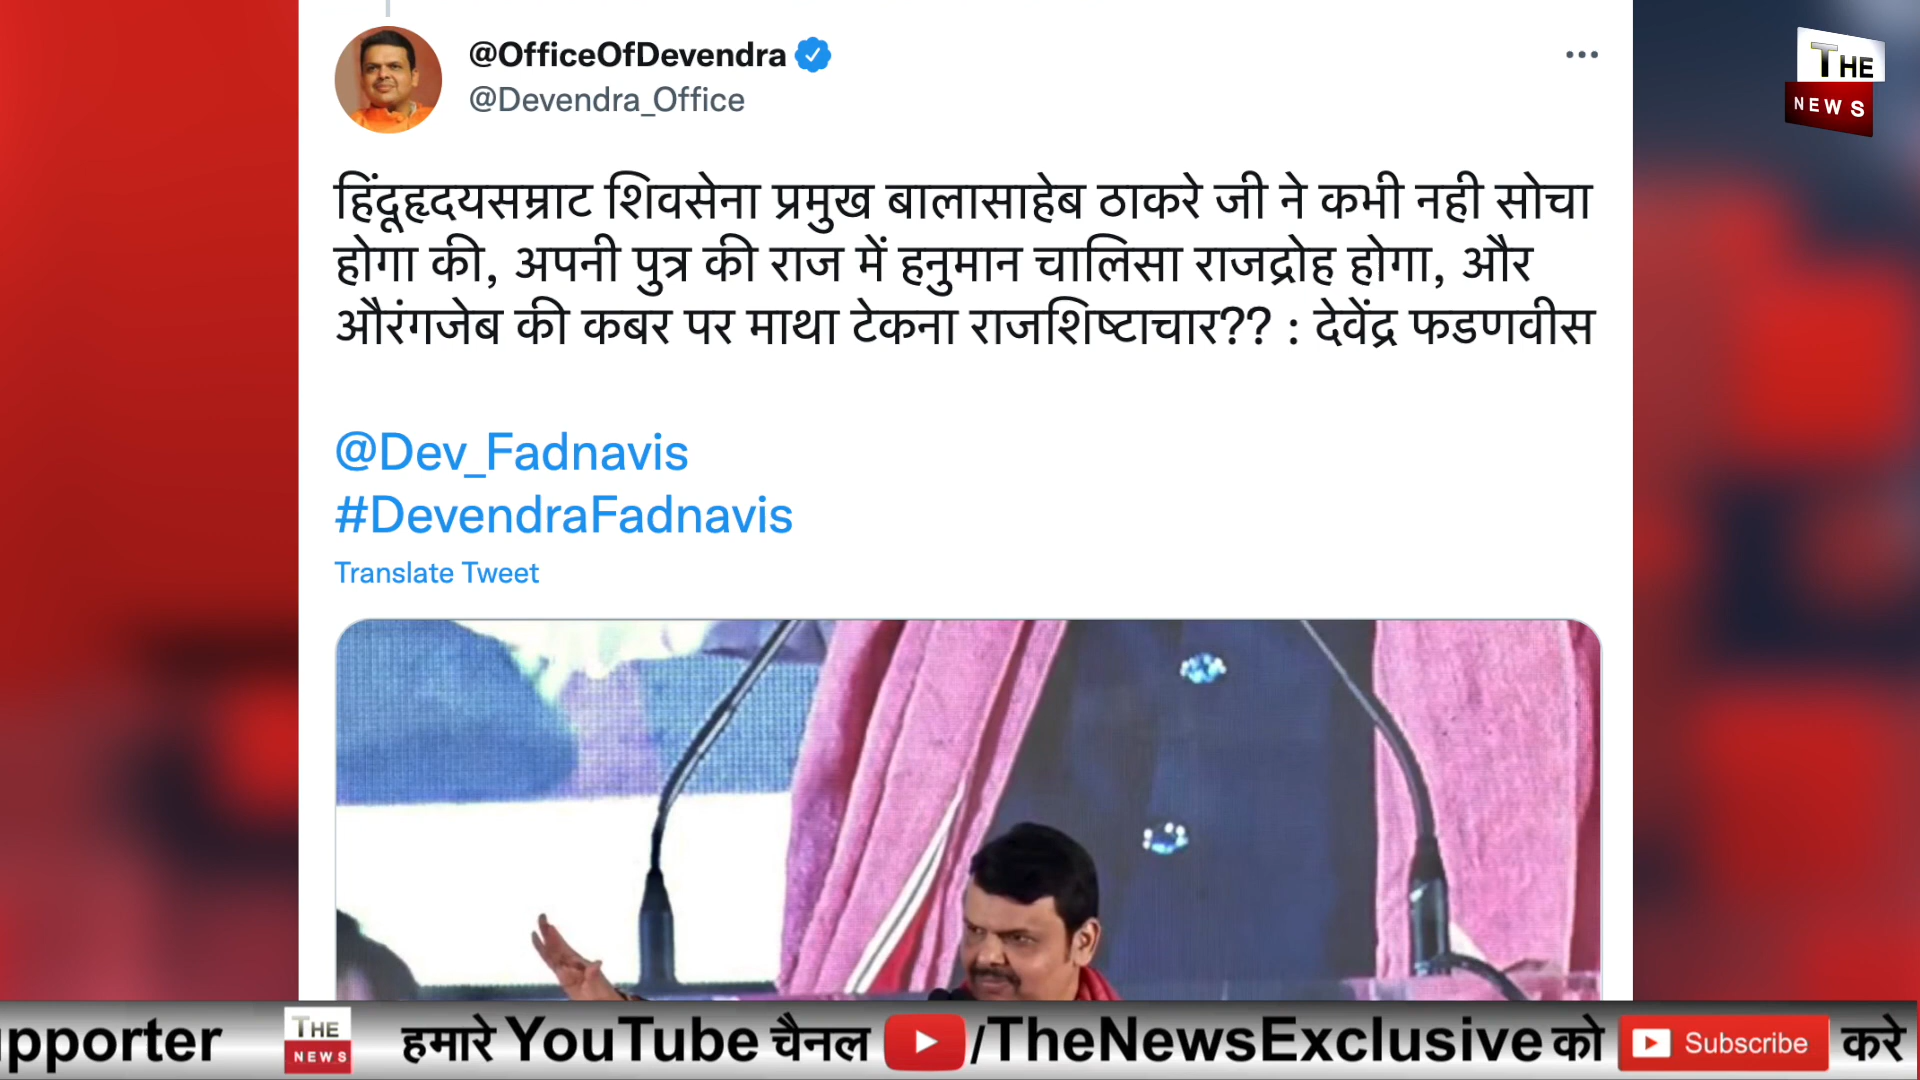 @OfficeOfDevendra
@Devendra_Office
THE
NEWS
हिंदूहृदयसम्राट शिवसेना प्रमुख बालासाहेब ठाकरे जी ने कभी नही सोचा
होगा की, अपनी पुत्र की राज में हनुमान चालिसा राजद्रोह होगा, और
औरंगजेब की कबर पर माथा टेकना राजशिष्टाचार?? : देवेंद्र फडणवीस
@Dev_Fadnavis
#DevendraFadnavis
Translate Tweet
pporter THE NEWS हमारे YouTube चैनल /TheNewsExclusive को Subscribe करे